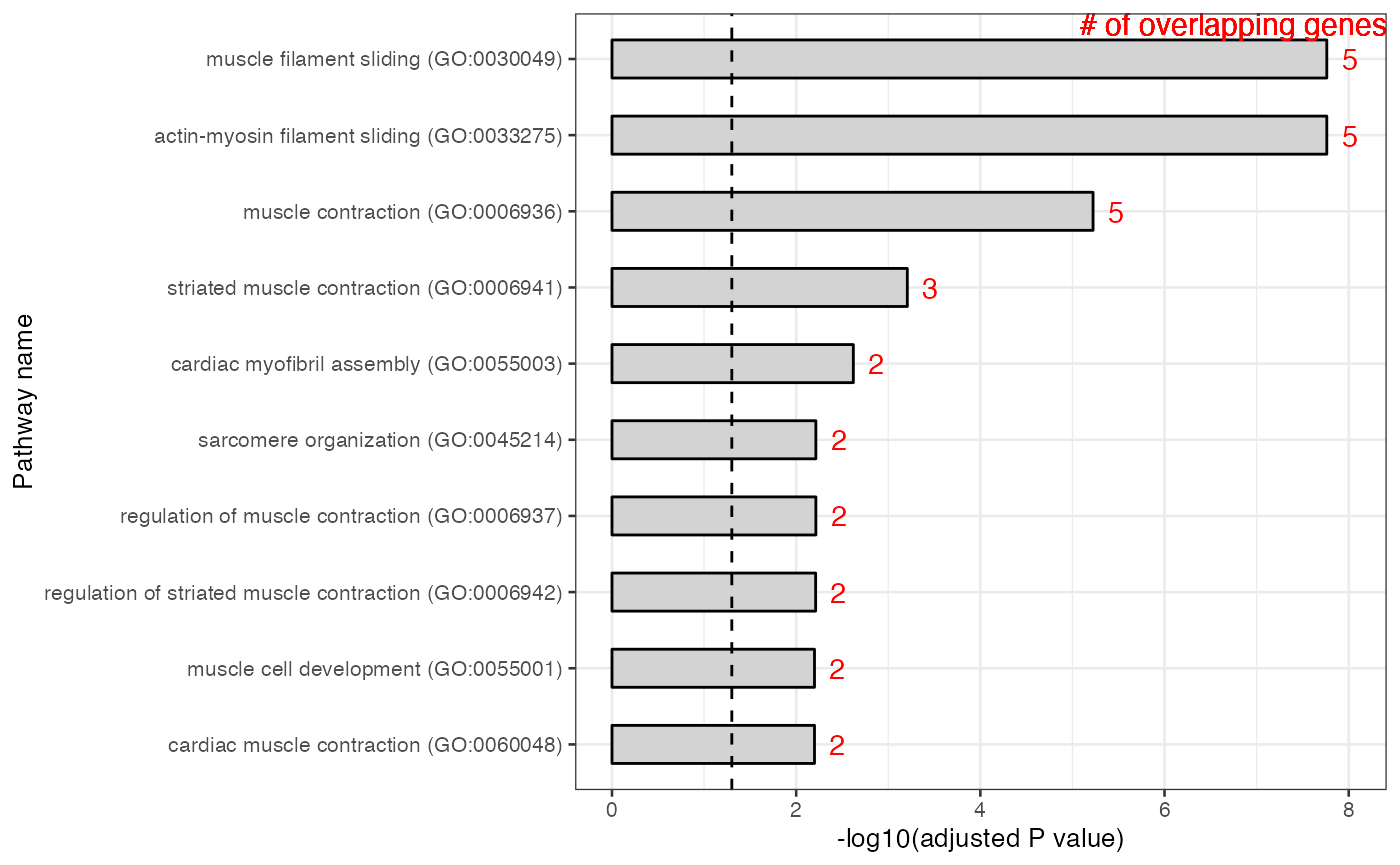 # of overlapping genes
muscle filament sliding (GO:0030049) 5
actin-myosin filament sliding (GO:0033275) 5
muscle contraction (GO:0006936) 5
striated muscle contraction (GO:0006941) 3
cardiac myofibril assembly (GO:0055003) 2
sarcomere organization (GO:0045214) 2
regulation of muscle contraction (GO:0006937) 2
regulation of striated muscle contraction (GO:0006942) 2
muscle cell development (GO:0055001) 2
cardiac muscle contraction (GO:0060048) 2
Pathway name
0 2 4 6 8
-log10(adjusted P value)